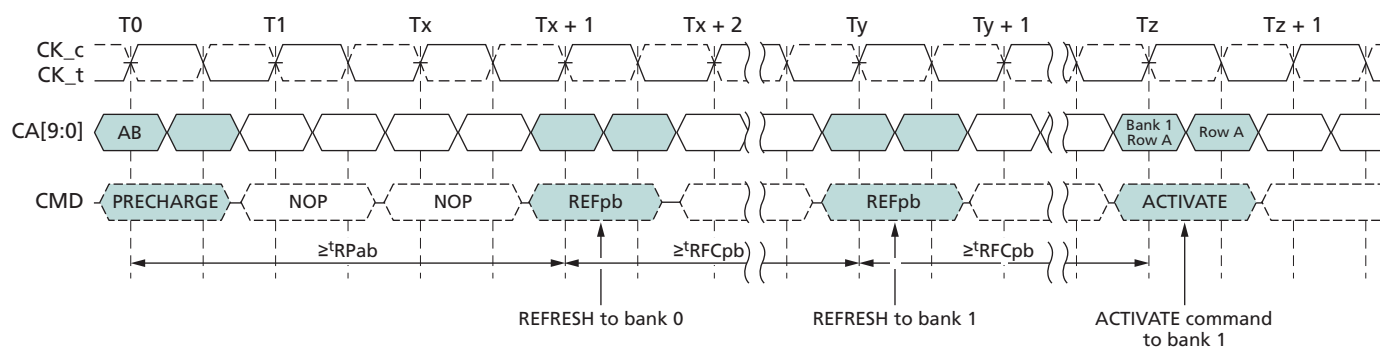 T0 T1 Tx Tx + 1 Tx + 2 Ty Ty + 1 Tz Tz + 1
CK_c
CK_t
CA[9:0] AB Bank 1 Row A Row A
CMD PRECHARGE NOP NOP REFpb REFpb ACTIVATE
≥tRPab ≥tRFCpb ≥tRFCpb
REFRESH to bank 0 REFRESH to bank 1 ACTIVATE command
to bank 1